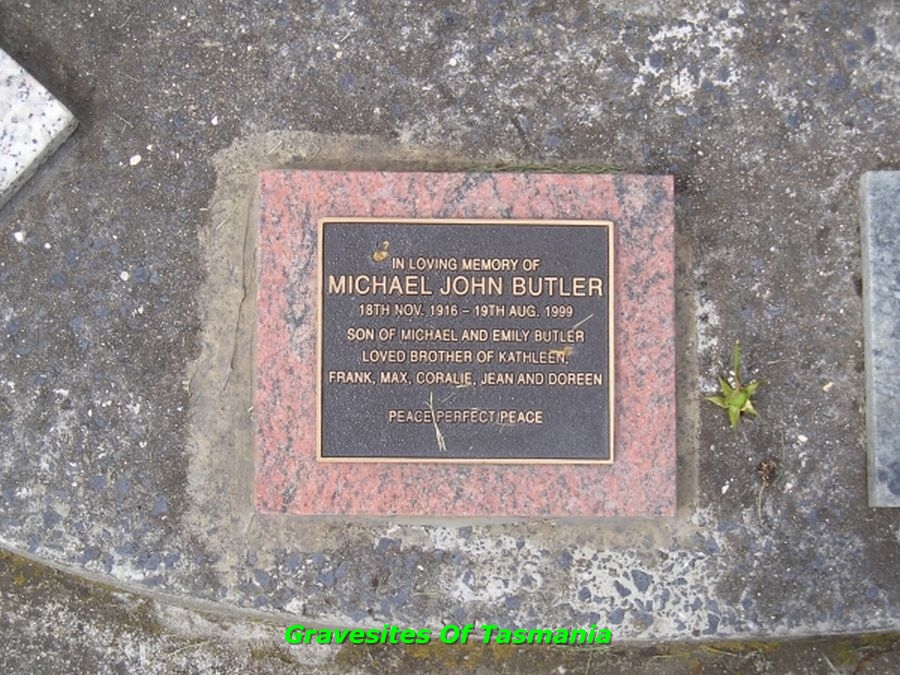 IN LOVING MEMORY OF
MICHAEL JOHN BUTLER
18TH NOV. 1916 – 19TH AUG. 1999
SON OF MICHAEL AND EMILY BUTLER
LOVED BROTHER OF KATHLEEN,
FRANK, MAX, CORALIE, JEAN AND DOREEN
PEACE PERFECT PEACE
Gravesites Of Tasmania